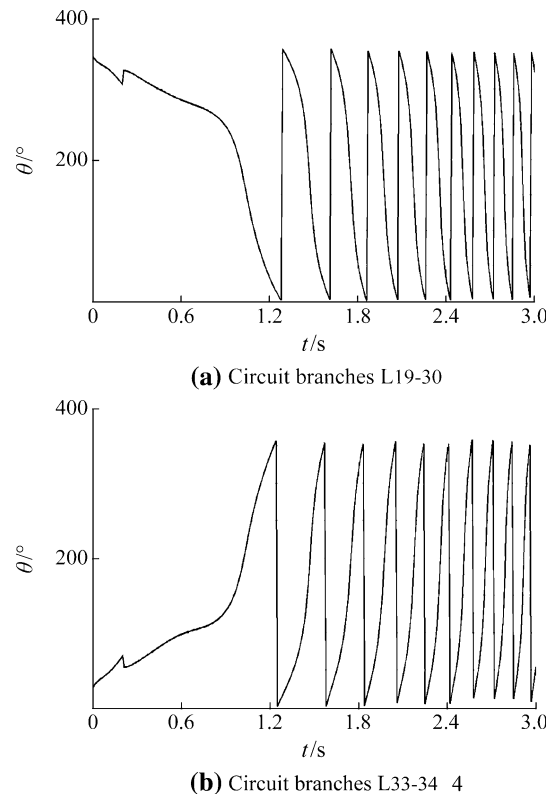 400
200
θ/°
0 0.6 1.2 1.8 2.4 3.0
t/s
(a) Circuit branches L19-30
400
200
θ/°
0 0.6 1.2 1.8 2.4 3.0
t/s
(b) Circuit branches L33-34 4